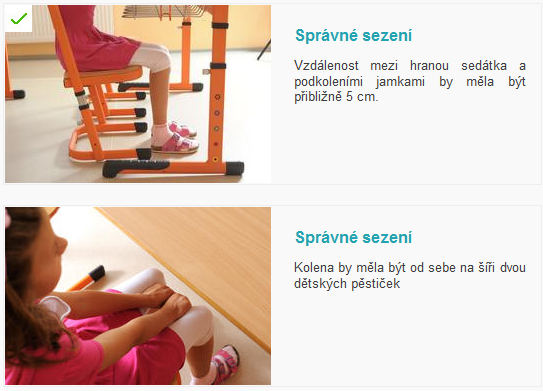 Správné sezení
Vzdálenost mezi hranou sedátka a
podkoleními jamkami by měla být
přibližně 5 cm.
Správné sezení
Kolena by měla být od sebe na šíři dvou
dětských pěstiček